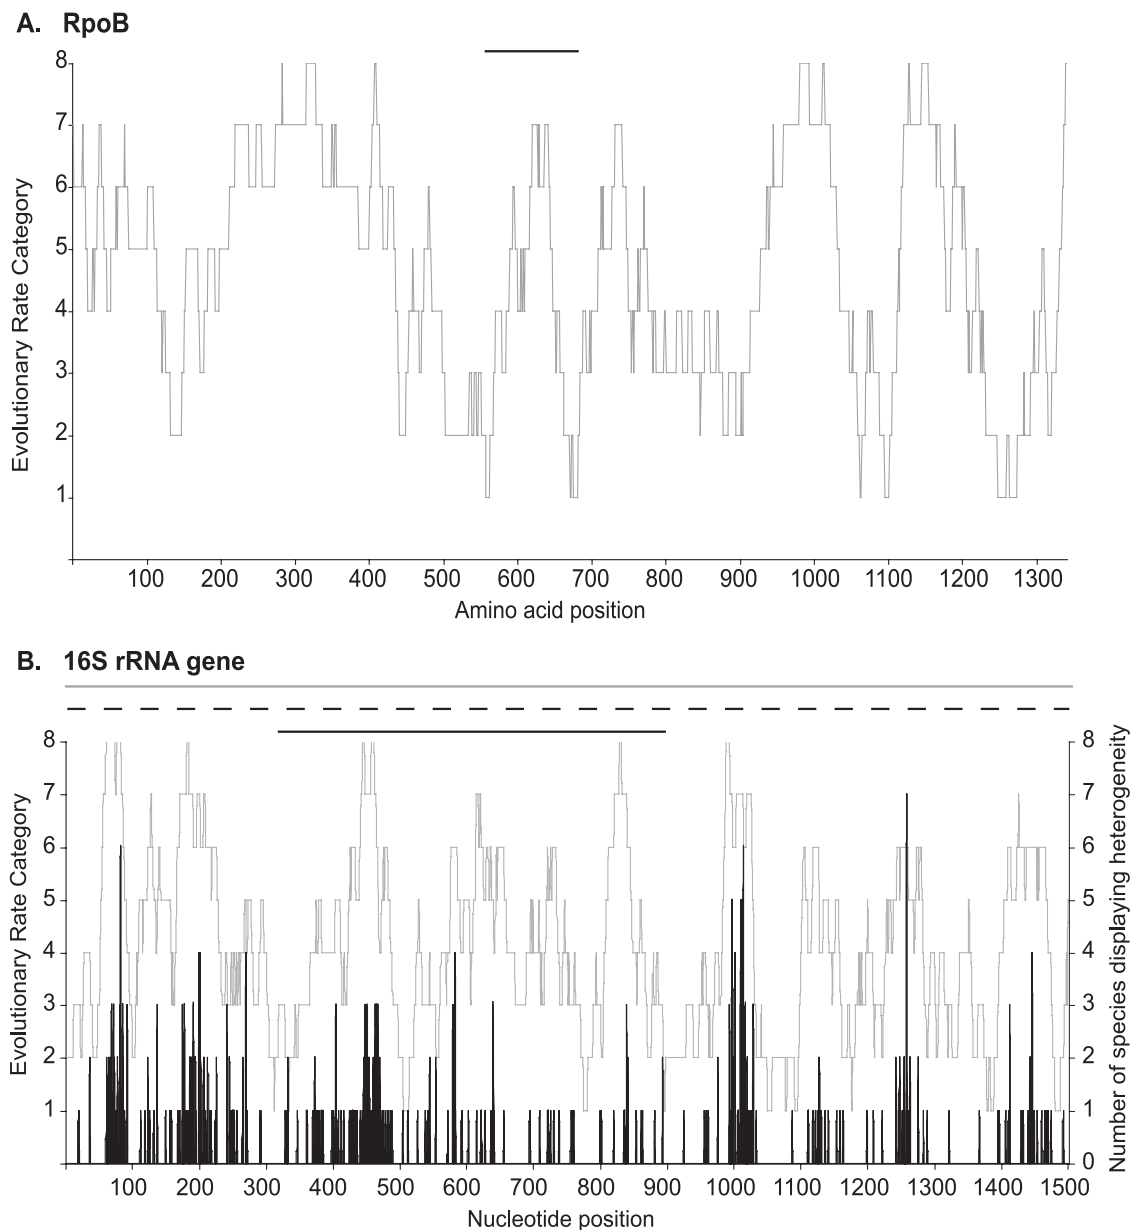 A. RpoB
8
7
6
5
4
3
2
1
Evolutionary Rate Category
100 200 300 400 500 600 700 800 900 1000 1100 1200 1300
Amino acid position
B. 16S rRNA gene
8
7
6
5
4
3
2
1
Evolutionary Rate Category
8
7
6
5
4
3
2
1
0
Number of species displaying heterogeneity
100 200 300 400 500 600 700 800 900 1000 1100 1200 1300 1400 1500
Nucleotide position